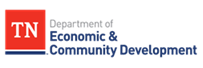 TN
Department of
Economic &
Community Development